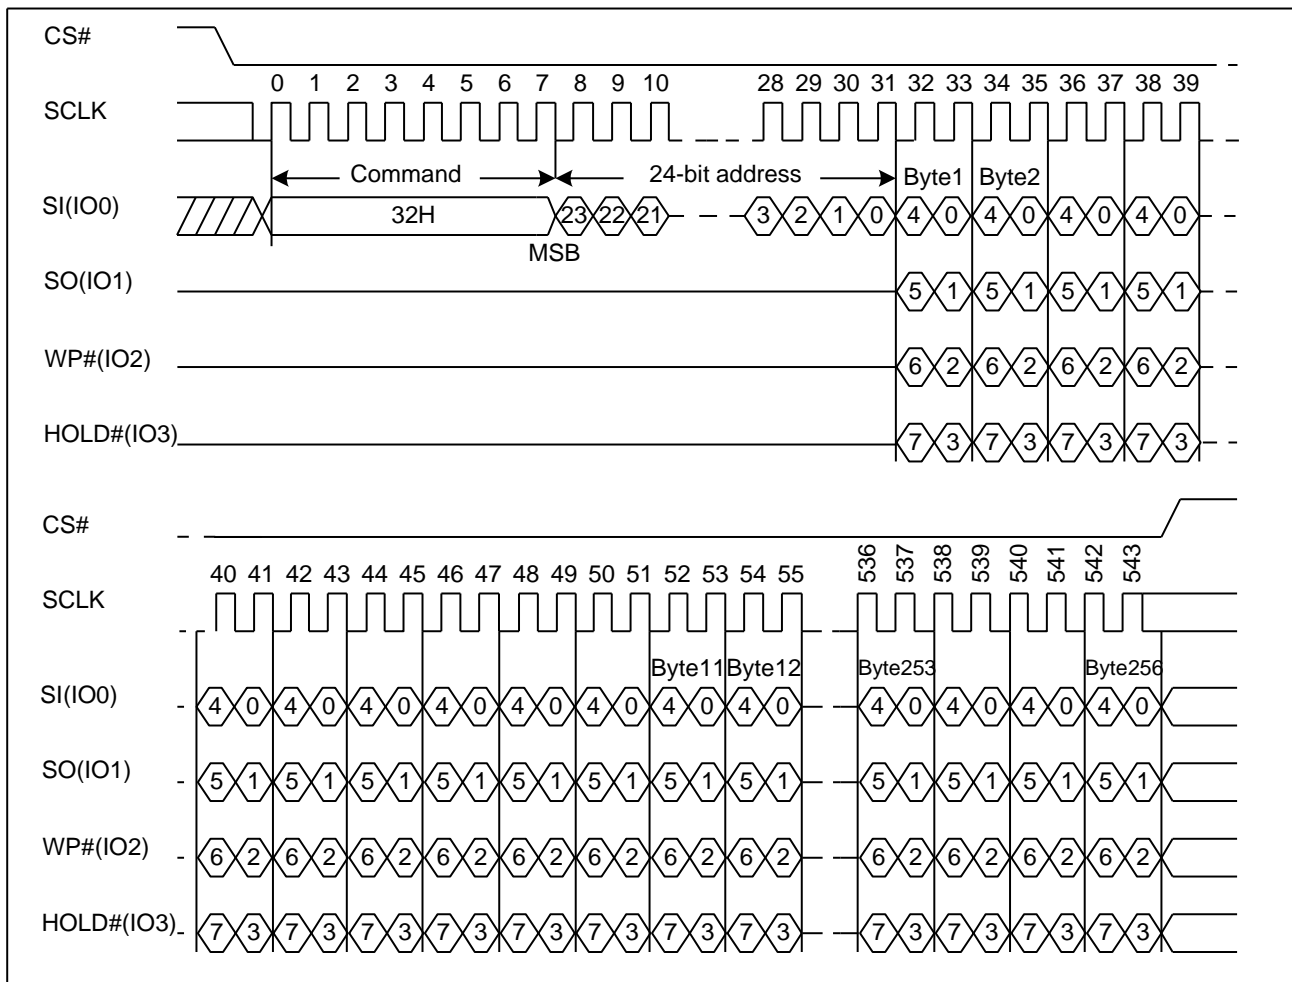 CS#
0 1 2 3 4 5 6 7 8 9 10 28 29 30 31 32 33 34 35 36 37 38 39
SCLK
Command 24-bit address Byte1 Byte2
SI(IO0) 32H 23 22 21 3 2 1 0 4 0 4 0 4 0 4 0
MSB
SO(IO1) 5 1 5 1 5 1 5 1
WP#(IO2) 6 2 6 2 6 2 6 2
HOLD#(IO3) 7 3 7 3 7 3 7 3
CS#
40 41 42 43 44 45 46 47 48 49 50 51 52 53 54 55 536 537 538 539 540 541 542 543
SCLK
Byte11 Byte12 Byte253 Byte256
SI(IO0) 4 0 4 0 4 0 4 0 4 0 4 0 4 0 4 0 4 0 4 0 4 0 4 0
SO(IO1) 5 1 5 1 5 1 5 1 5 1 5 1 5 1 5 1 5 1 5 1 5 1 5 1
WP#(IO2) 6 2 6 2 6 2 6 2 6 2 6 2 6 2 6 2 6 2 6 2 6 2 6 2
HOLD#(IO3) 7 3 7 3 7 3 7 3 7 3 7 3 7 3 7 3 7 3 7 3 7 3 7 3